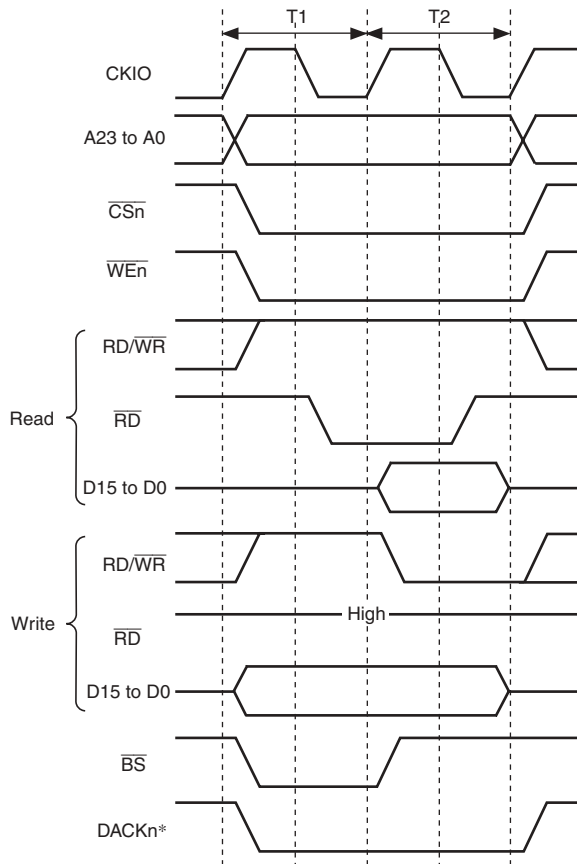 T1 T2
CKIO
A23 to A0
CSn
WEn
RD/WR
Read
RD
D15 to D0
RD/WR
High
Write
RD
D15 to D0
BS
DACKn*